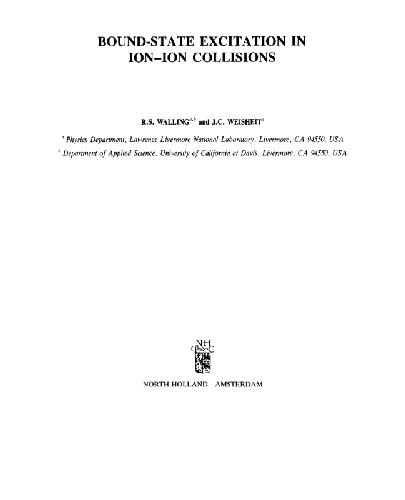 BOUND-STATE EXCITATION IN
ION–ION COLLISIONS
R.S. WALLING a,b and J.C. WEISHEIT a
a Physics Department, Lawrence Livermore National Laboratory, Livermore, CA 94550, USA
b Department of Applied Science, University of California at Davis, Livermore, CA 94550, USA
NH
NORTH HOLLAND AMSTERDAM